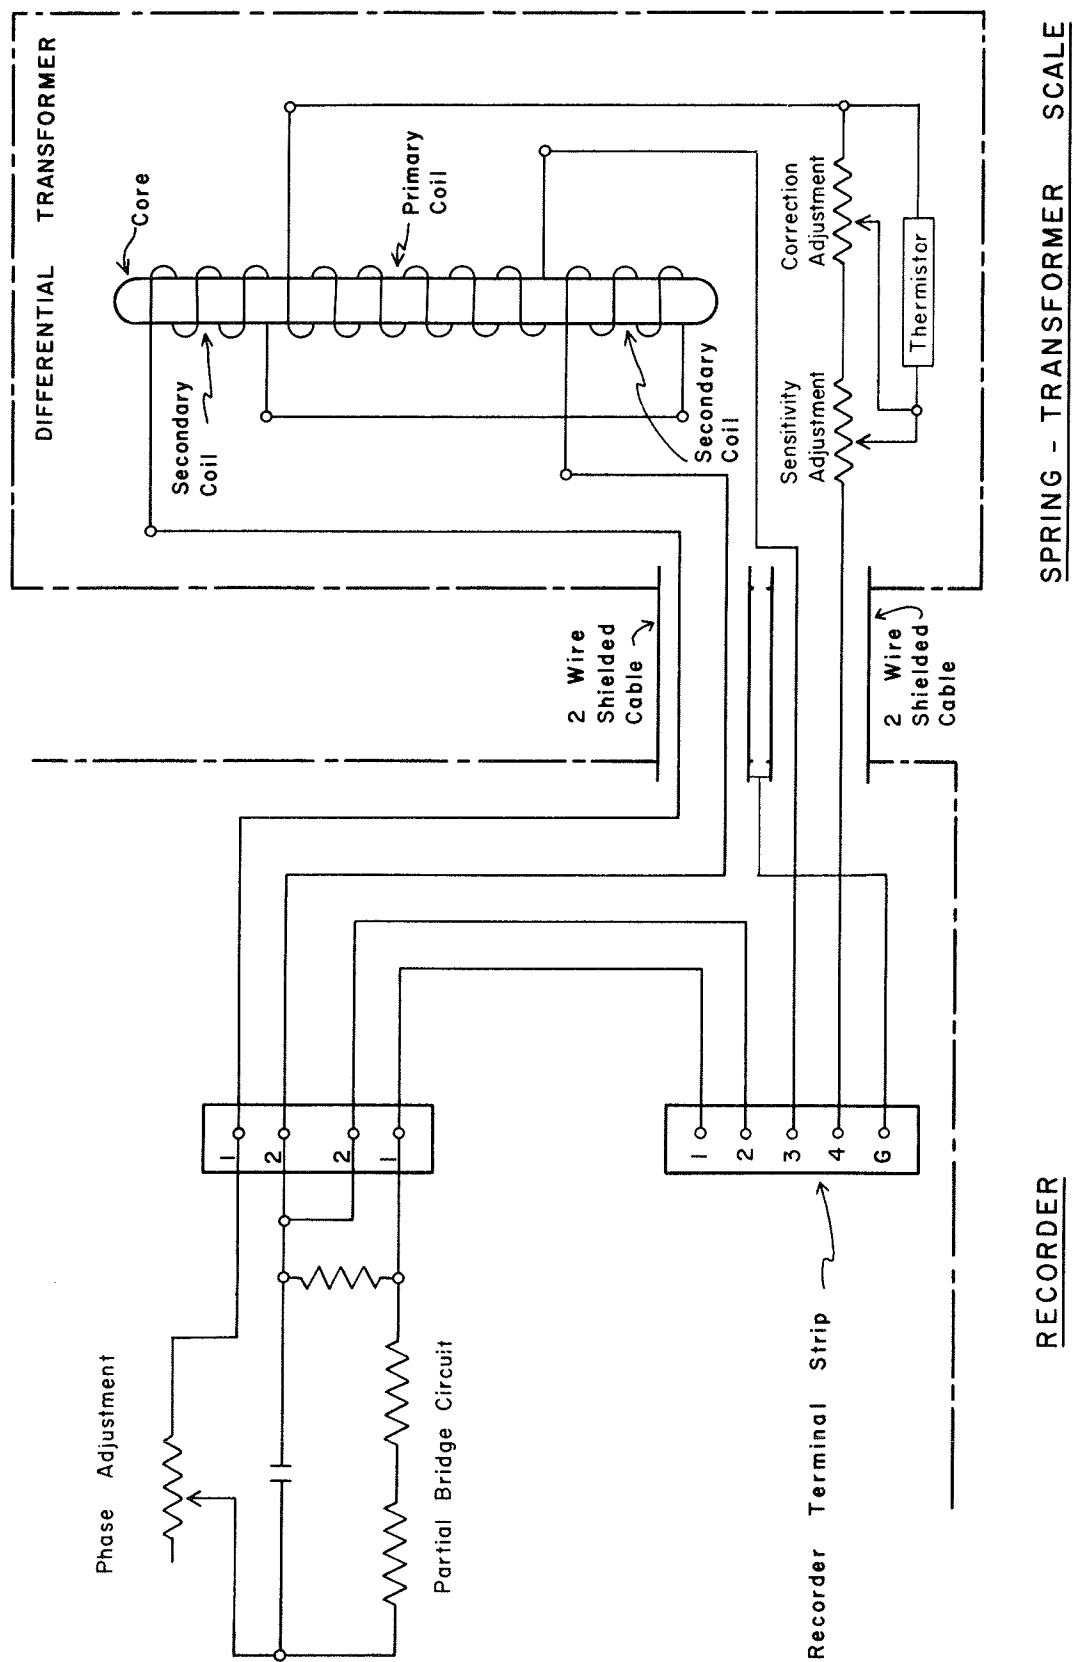 DIFFERENTIAL TRANSFORMER
Core
Primary
Coil
Secondary
Coil
Secondary
Coil
Correction
Adjustment
Sensitivity
Adjustment
Thermistor
SPRING - TRANSFORMER SCALE
2 Wire
Shielded
Cable
2 Wire
Shielded
Cable
1
2
2
1
1
2
3
4
G
Phase Adjustment
Partial Bridge Circuit
Recorder Terminal Strip
RECORDER